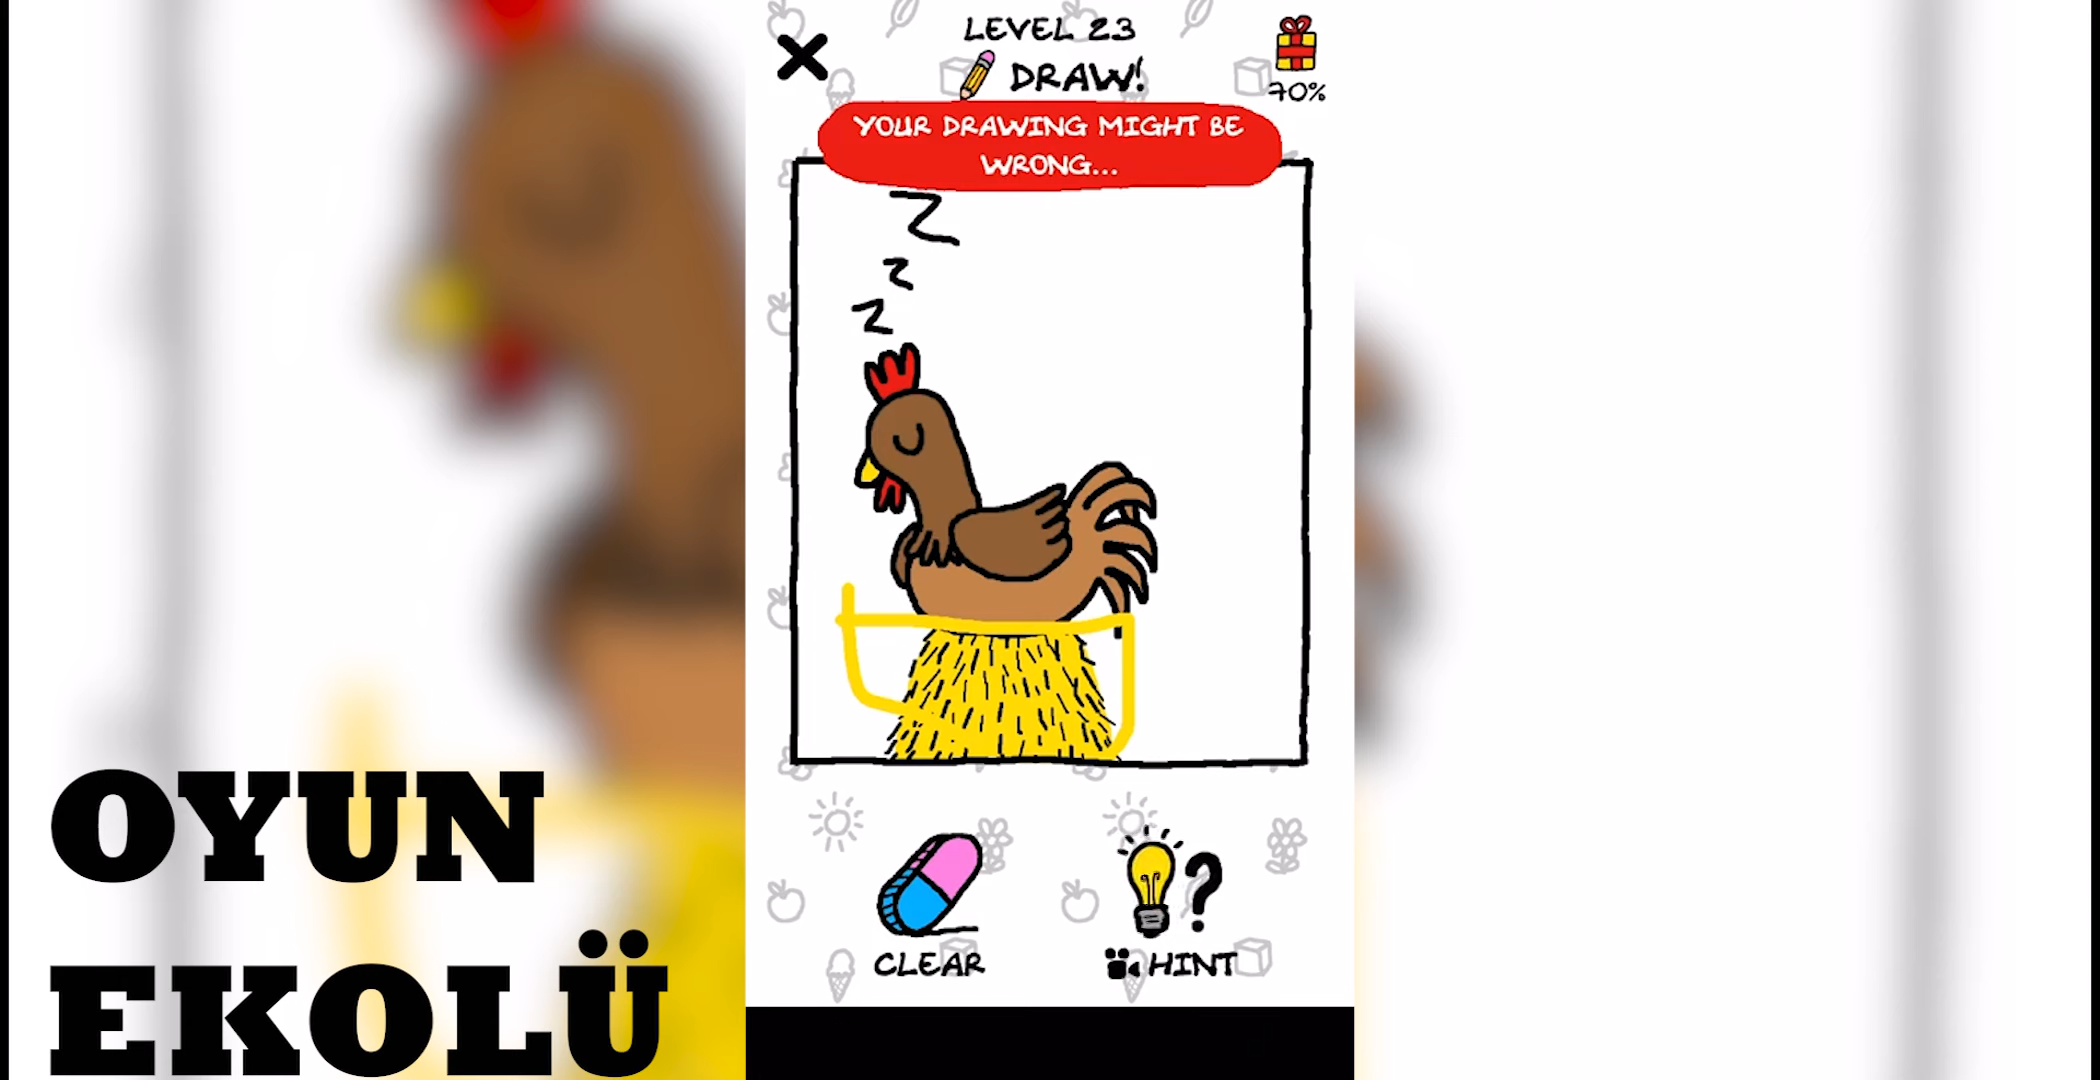 LEVEL 23
DRAW!
70%
YOUR DRAWING MIGHT BE
WRONG...
Z
Z
Z
CLEAR
?
HINT
OYUN
EKOLÜ